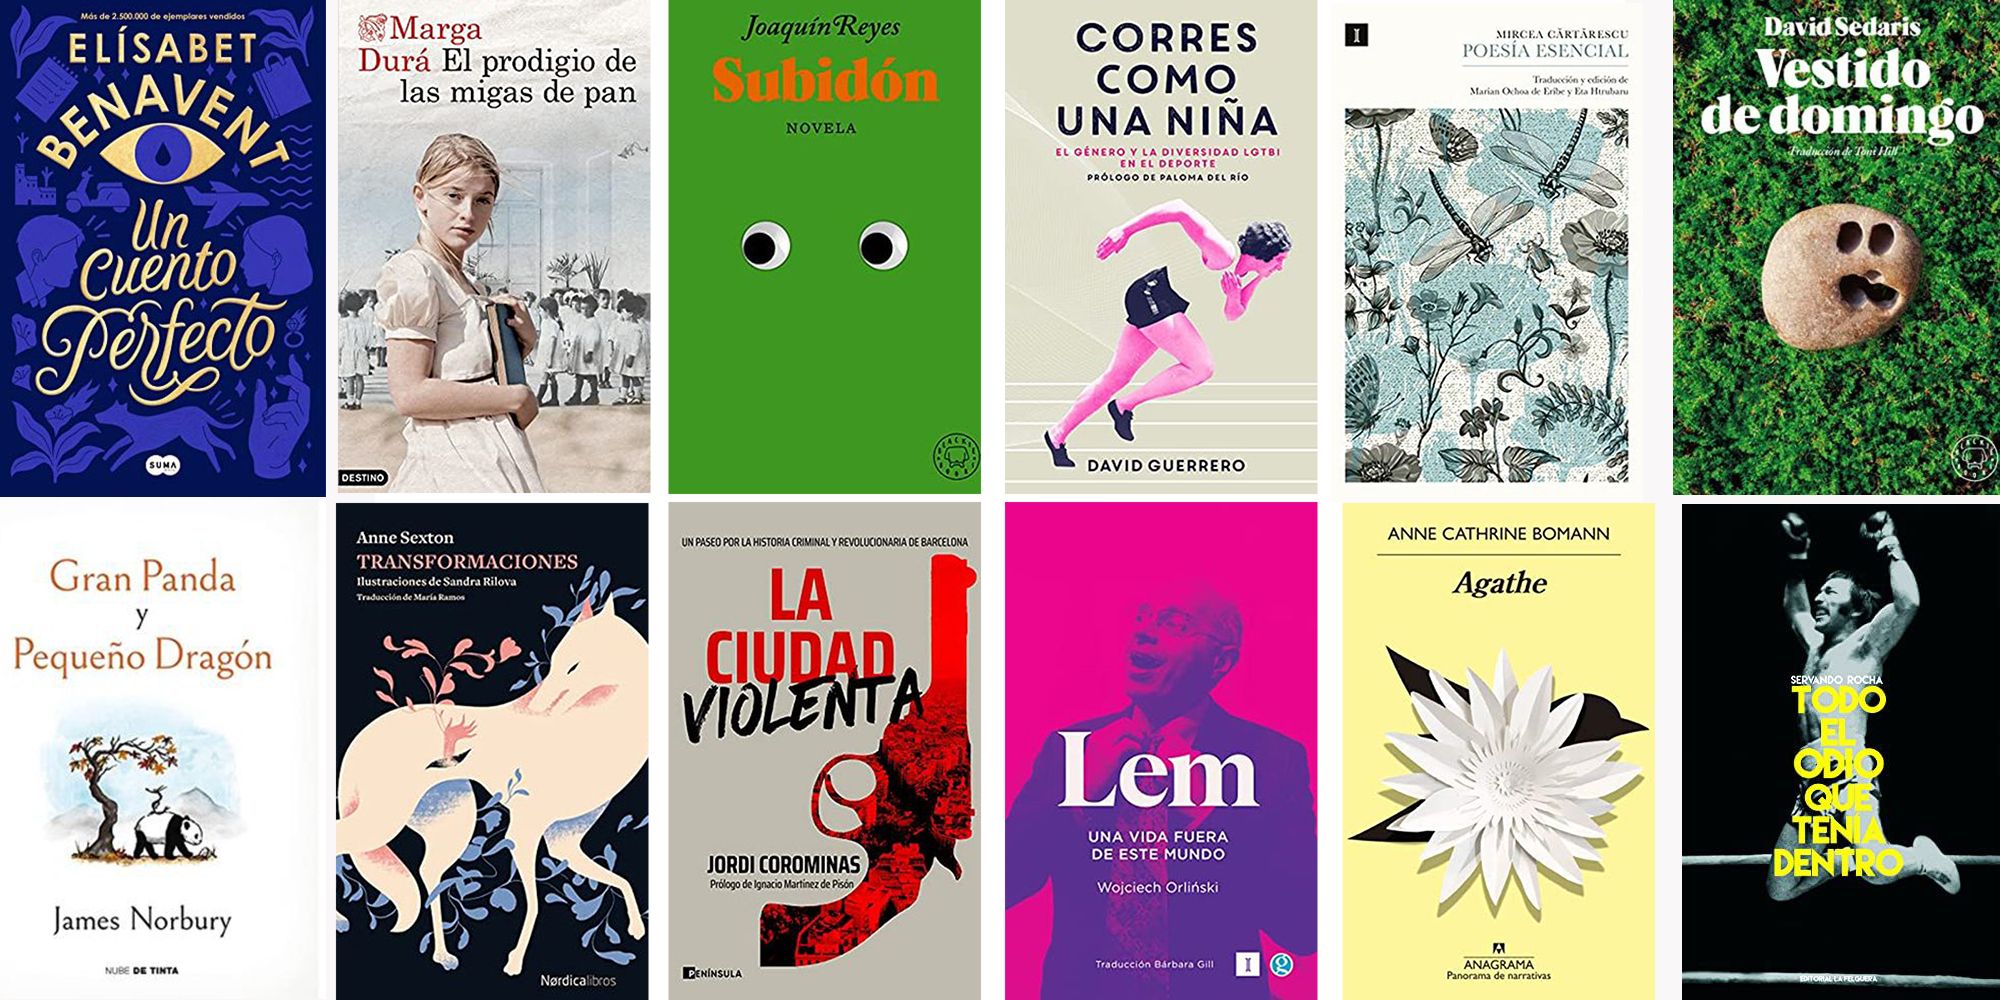 Más de 2.500.000 de ejemplares vendidos
ELÍSABET
BENAVENT
Un
Cuento
Perfecto
SUMA
Marga
Durá El prodigio de
las migas de pan
DESTINO
Joaquín Reyes
Subidón
NOVELA
BLACKIE BOOKS
CORRES
COMO
UNA NIÑA
EL GÉNERO Y LA DIVERSIDAD LGTBI
EN EL DEPORTE
PRÓLOGO DE PALOMA DEL RÍO
DAVID GUERRERO
I
MIRCEA CĂRTĂRESCU
POESÍA ESENCIAL
Traducción y edición de
Marian Ochoa de Eribe y Eta Hrubaru
David Sedaris
Vestido
de domingo
Traducción de Toni Hill
BLACKIE BOOKS
Gran Panda
y
Pequeño Dragón
James Norbury
NUBE DE TINTA
Anne Sexton
TRANSFORMACIONES
Ilustraciones de Sandra Rilova
Traducción de María Ramos
Nørdicalibros
UN PASEO POR LA HISTORIA CRIMINAL Y REVOLUCIONARIA DE BARCELONA
LA
CIUDAD
VIOLENTA
JORDI COROMINAS
Prólogo de Ignacio Martínez de Pisón
PENÍNSULA
Lem
UNA VIDA FUERA
DE ESTE MUNDO
Wojciech Orliński
Traducción Bárbara Gill
I
g
ANNE CATHRINE BOMANN
Agathe
A
ANAGRAMA
Panorama de narrativas
SERVANDO ROCHA
TODO
EL
ODIO
QUE
TENÍA
DENTRO
EDITORIAL LA FELGUERA